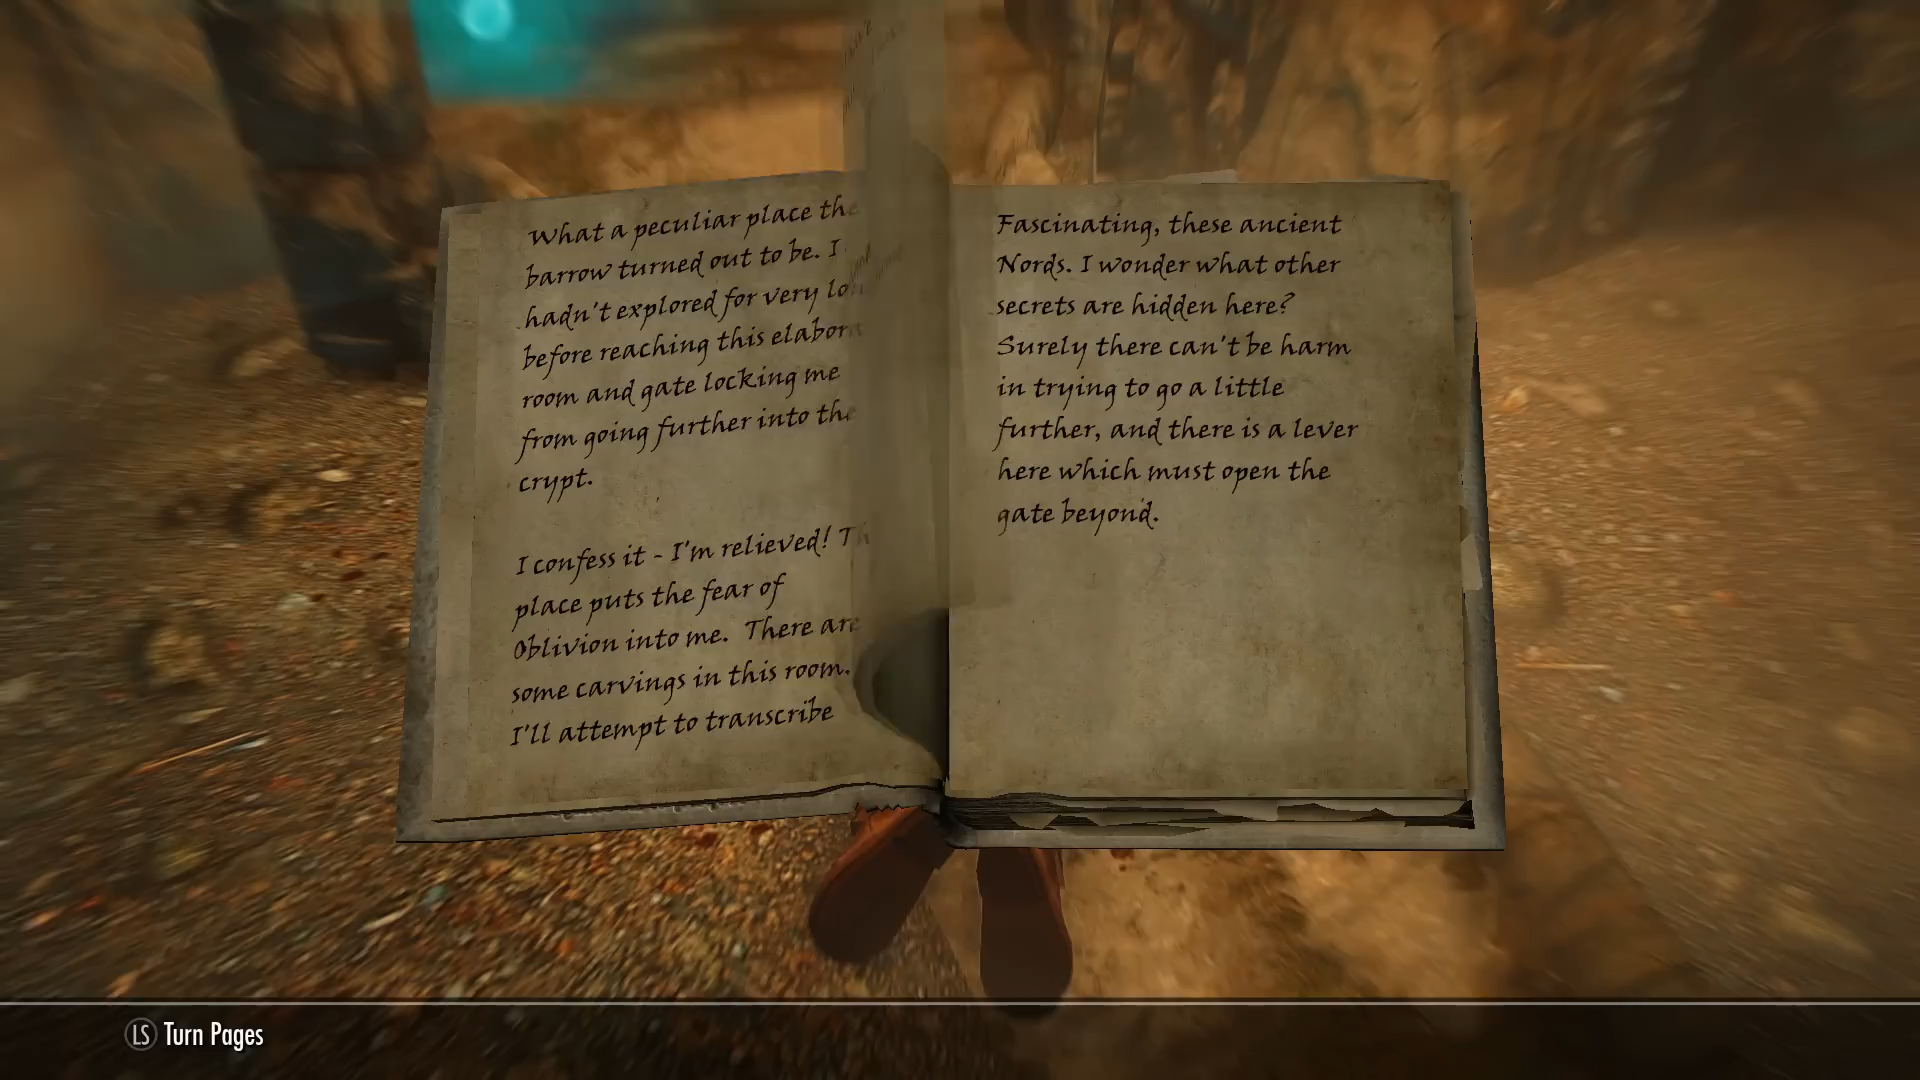 What a peculiar place the
barrow turned out to be. I
hadn't explored for very
before reaching this
room and gate locking me
from going further into the
crypt.
I confess it - I'm relieved!
place puts the fear of
Oblivion into me. There are
some carvings in this room.
I'll attempt to transcribe
Fascinating, these ancient
Nords. I wonder what other
secrets are hidden here?
Surely there can't be harm
in trying to go a little
further, and there is a lever
here which must open the
gate beyond.
LS Turn Pages